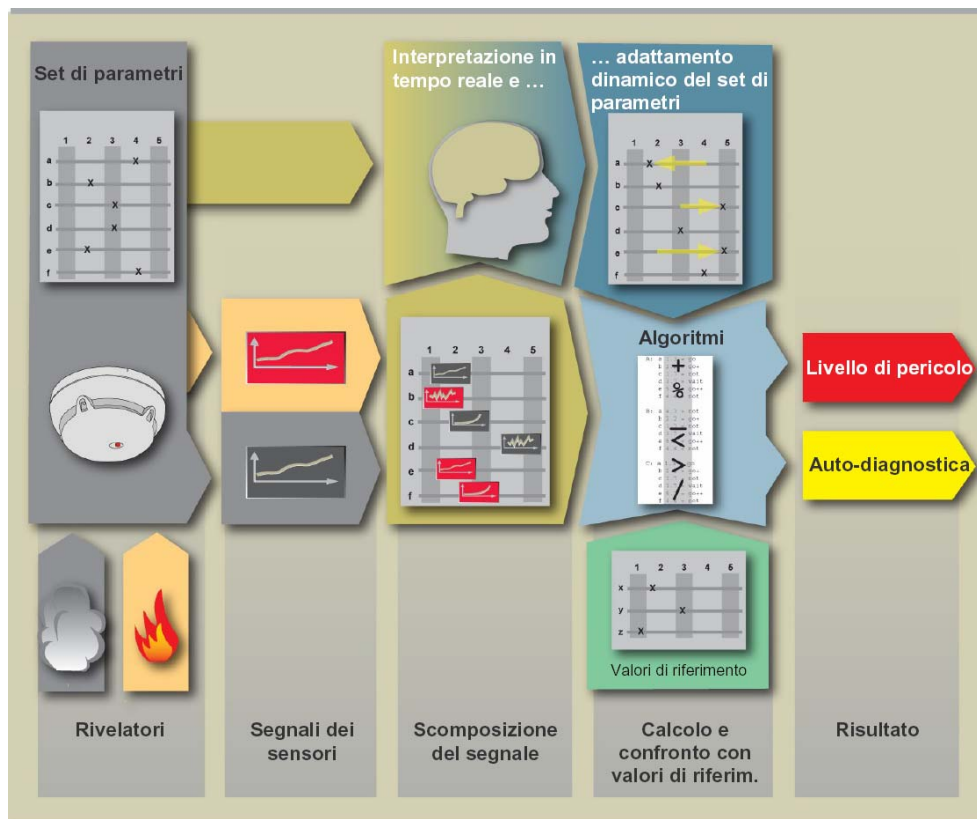 Set di parametri
1 2 3 4 5
a x
b x
c x
d x
e x
f x
Interpretazione in
tempo reale e ...
... adattamento
dinamico del set di
parametri
1 2 3 4 5
a x
b x
c x
d x
e x
f x
1 2 3 4 5
a
b
c
d
e
f
Algoritmi
+
%
<
>
/
Livello di pericolo
Auto-diagnostica
1 2 3 4 5
x x
y x
z x
Valori di riferimento
Rivelatori
Segnali dei
sensori
Scomposizione
del segnale
Calcolo e
confronto con
valori di riferim.
Risultato